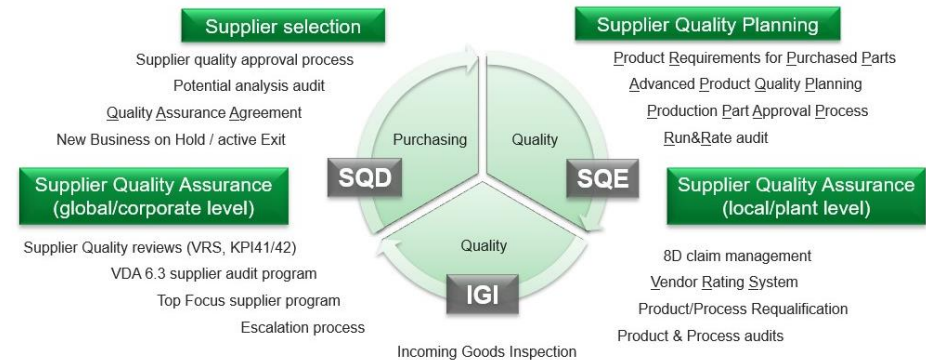 Supplier selection
Supplier quality approval process
Potential analysis audit
Quality Assurance Agreement
New Business on Hold / active Exit
Supplier Quality Planning
Product Requirements for Purchased Parts
Advanced Product Quality Planning
Production Part Approval Process
Run&Rate audit
Purchasing
Quality
SQD
SQE
Quality
IGI
Supplier Quality Assurance
(global/corporate level)
Supplier Quality reviews (VRS, KPI41/42)
VDA 6.3 supplier audit program
Top Focus supplier program
Escalation process
Supplier Quality Assurance
(local/plant level)
8D claim management
Vendor Rating System
Product/Process Requalification
Product & Process audits
Incoming Goods Inspection